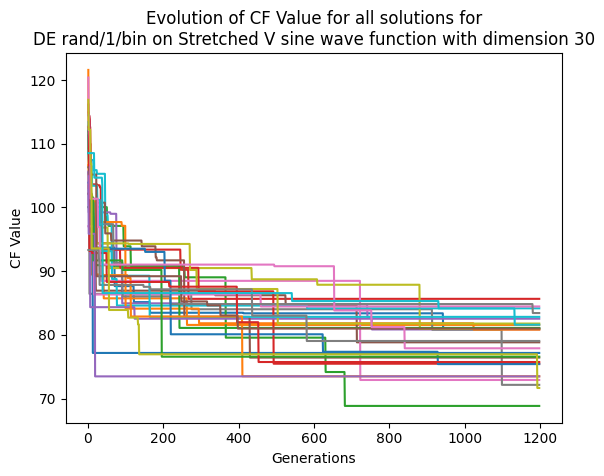 Evolution of CF Value for all solutions for
DE rand/1/bin on Stretched V sine wave function with dimension 30
CF Value
120
110
100
90
80
70
0 200 400 600 800 1000 1200
Generations